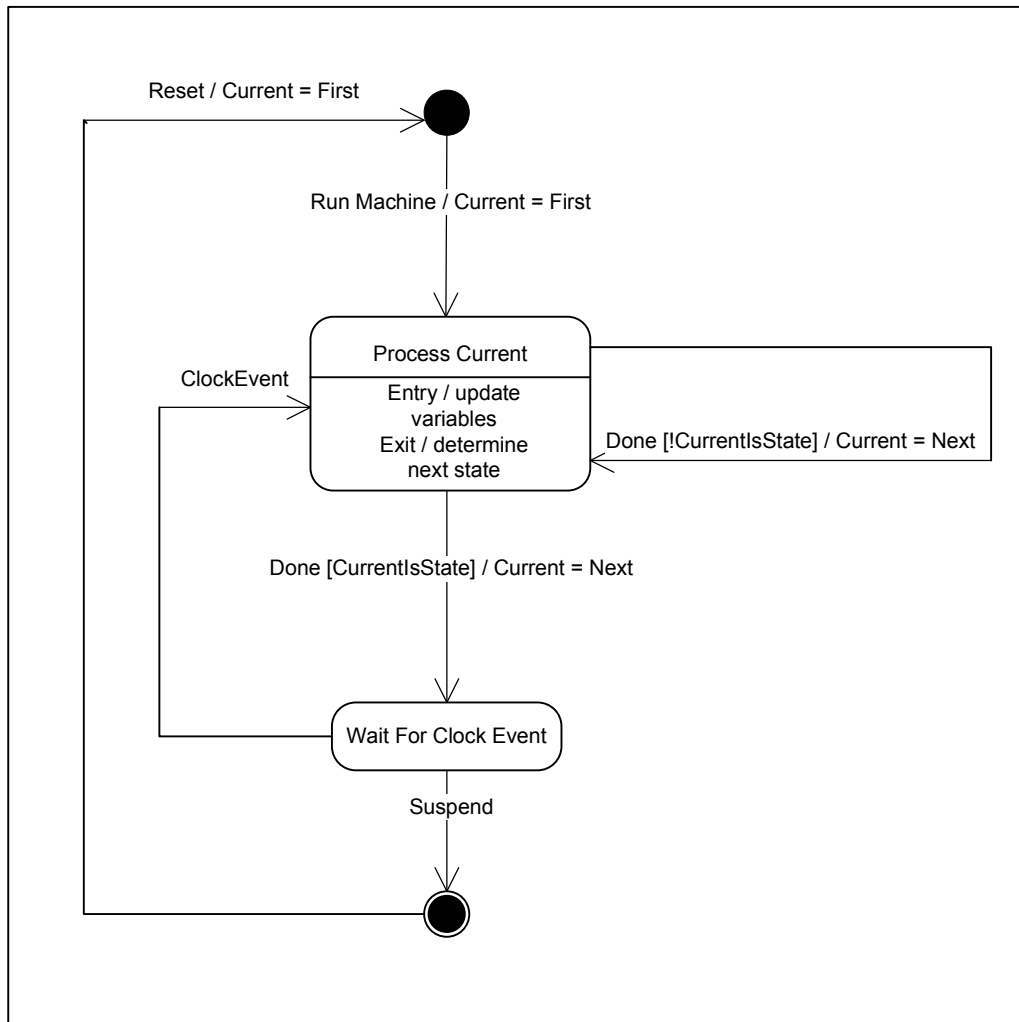 Reset / Current = First
Run Machine / Current = First
Process Current
ClockEvent
Entry / update
variables
Exit / determine
next state
Done [!CurrentIsState] / Current = Next
Done [CurrentIsState] / Current = Next
Wait For Clock Event
Suspend